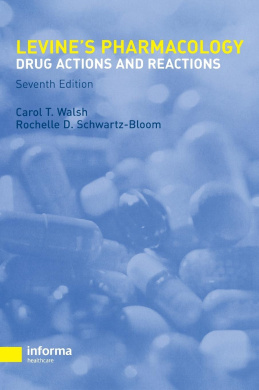 LEVINE'S PHARMACOLOGY
DRUG ACTIONS AND REACTIONS
Seventh Edition
Carol T. Walsh
Rochelle D. Schwartz-Bloom
informa
healthcare